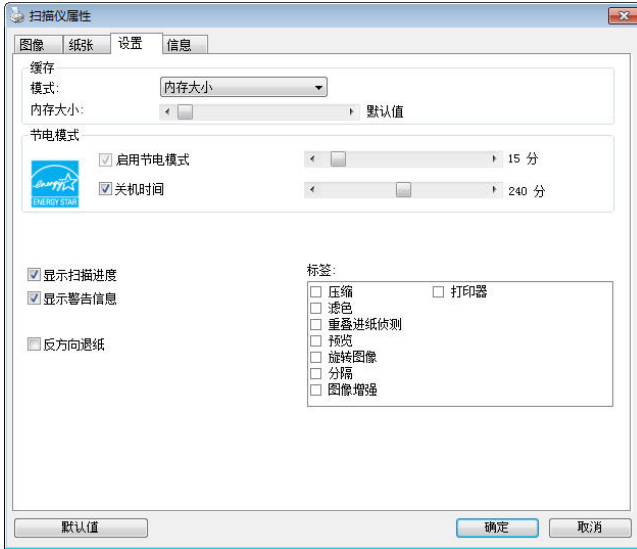 扫描仪属性
图像 纸张 设置 信息
缓存
模式: 内存大小
内存大小: 默认值
节电模式
启用节电模式 15 分
关机时间 240 分
energy
ENERGY STAR
显示扫描进度
显示警告信息
反方向退纸
标签:
压缩 打印器
滤色
重叠进纸侦测
预览
旋转图像
分隔
图像增强
默认值 确定 取消